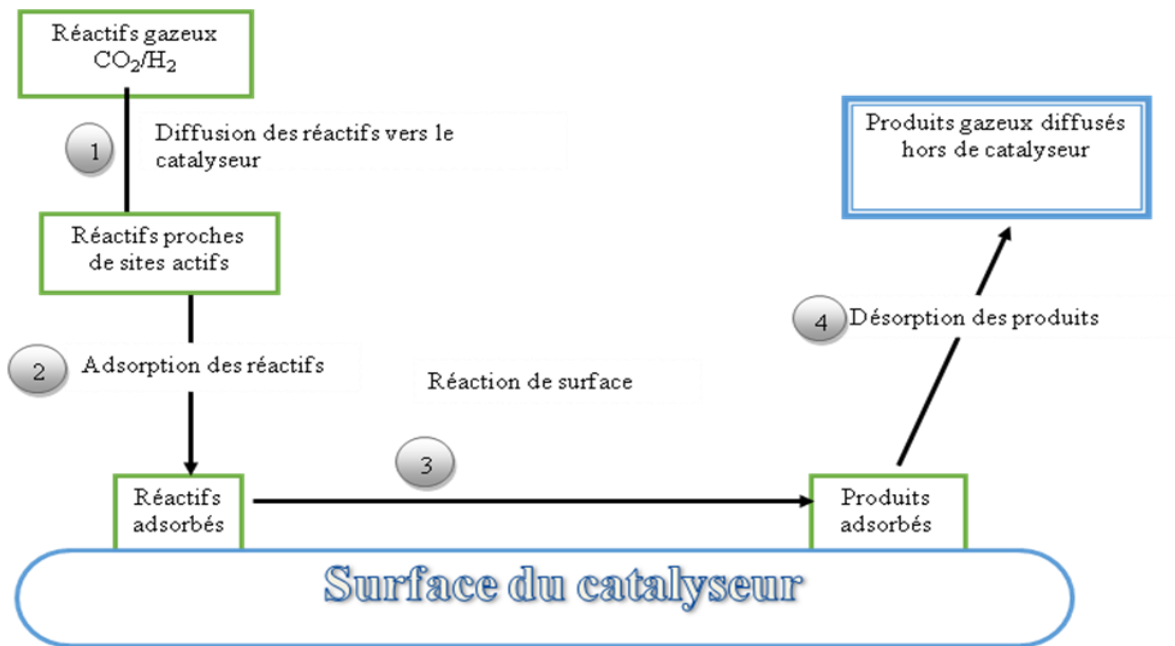 Réactifs gazeux
CO₂/H₂
1
Diffusion des réactifs vers le
catalyseur
Réactifs proches
de sites actifs
2
Adsorption des réactifs
Réaction de surface
3
Réactifs
adsorbés
Produits
adsorbés
4
Désorption des produits
Produits gazeux diffusés
hors de catalyseur
Surface du catalyseur